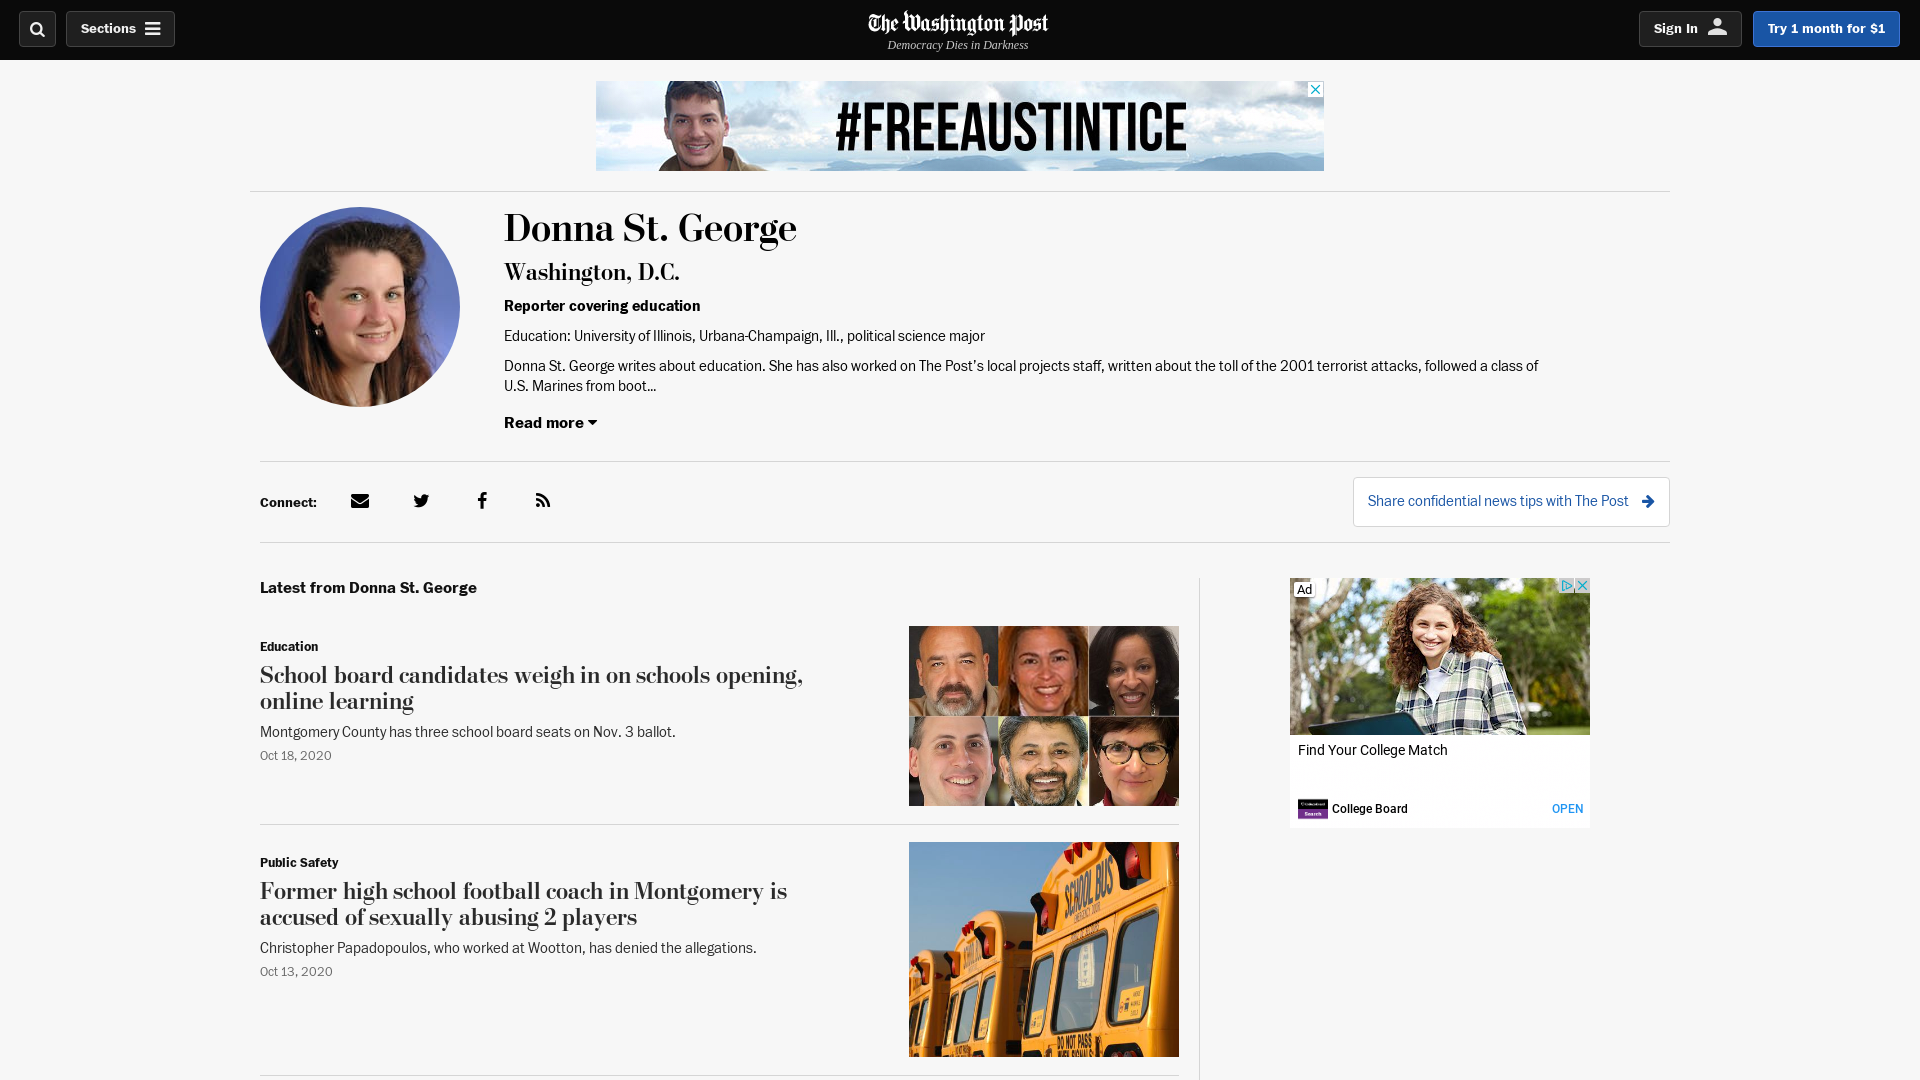 Sections
The Washington Post
Democracy Dies in Darkness
Sign In
Try 1 month for $1
#FREEAUSTINTICE
Donna St. George
Washington, D.C.
Reporter covering education
Education: University of Illinois, Urbana-Champaign, Ill., political science major
Donna St. George writes about education. She has also worked on The Post's local projects staff, written about the toll of the 2001 terrorist attacks, followed a class of
U.S. Marines from boot...
Read more
Connect:
Share confidential news tips with The Post
Latest from Donna St. George
Education
School board candidates weigh in on schools opening,
online learning
Montgomery County has three school board seats on Nov. 3 ballot.
Oct 18, 2020
Public Safety
Former high school football coach in Montgomery is
accused of sexually abusing 2 players
Christopher Papadopoulos, who worked at Wootton, has denied the allegations.
Oct 13, 2020
SCHOOL BUS
EMERGENCY DOOR
DO NOT PASS
Ad
Find Your College Match
Search
College Board
OPEN